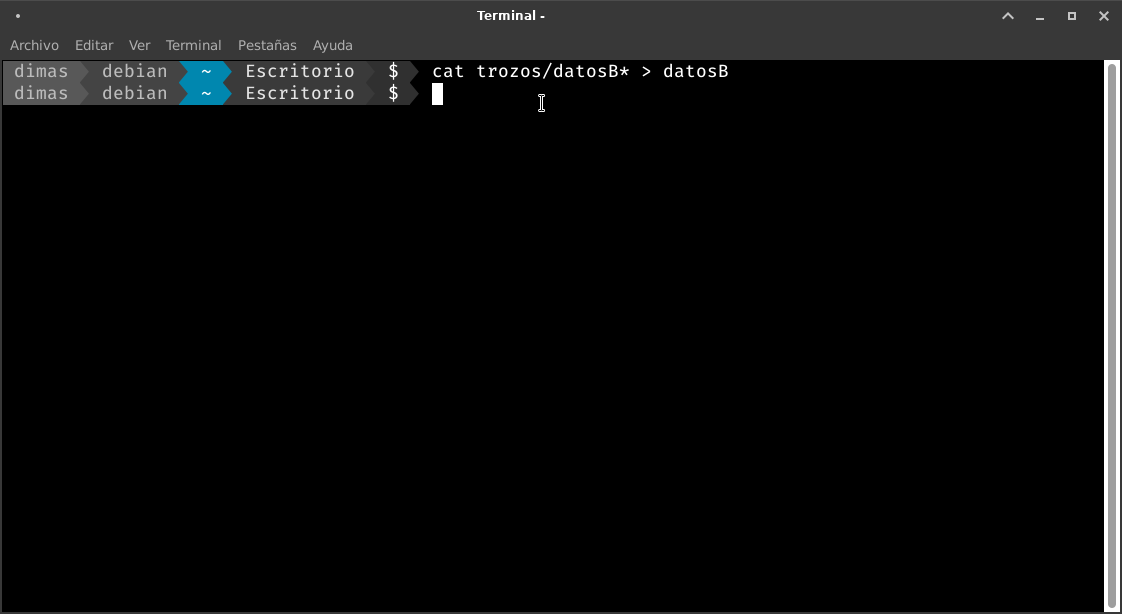 Terminal -
Archivo Editar Ver Terminal Pestañas Ayuda
dimas debian ~ Escritorio $ cat trozos/datosB* > datosB
dimas debian ~ Escritorio $